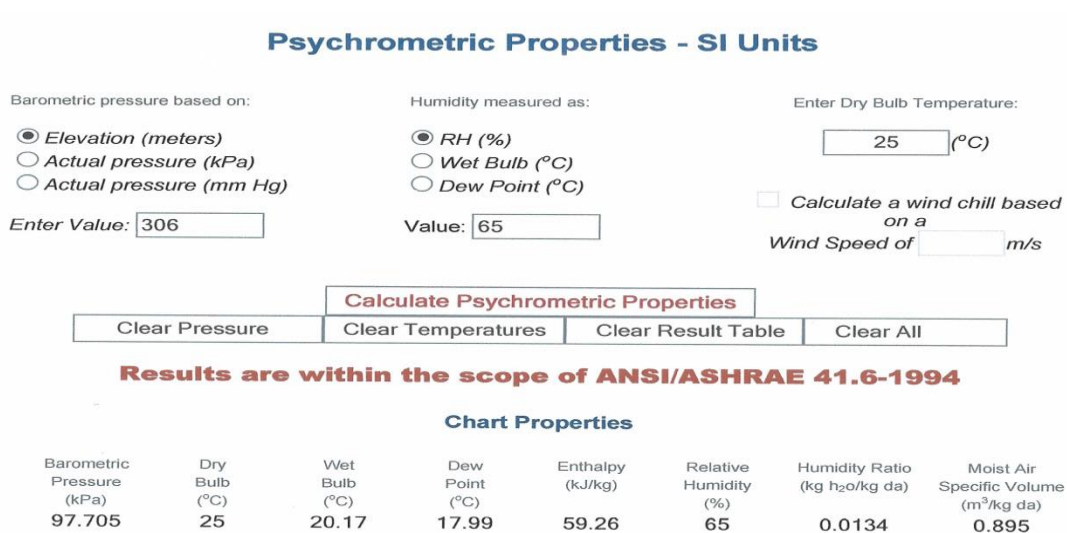 Psychrometric Properties - SI Units
Barometric pressure based on:
Elevation (meters)
Actual pressure (kPa)
Actual pressure (mm Hg)
Enter Value: 306
Humidity measured as:
RH (%)
Wet Bulb (°C)
Dew Point (°C)
Value: 65
Enter Dry Bulb Temperature:
25 (°C)
Calculate a wind chill based
on a
Wind Speed of m/s
Calculate Psychrometric Properties
Clear Pressure Clear Temperatures Clear Result Table Clear All
Results are within the scope of ANSI/ASHRAE 41.6-1994
Chart Properties
Barometric Pressure (kPa) Dry Bulb (°C) Wet Bulb (°C) Dew Point (°C) Enthalpy (kJ/kg) Relative Humidity (%) Humidity Ratio (kg h₂o/kg da) Moist Air Specific Volume (m³/kg da)
97.705 25 20.17 17.99 59.26 65 0.0134 0.895